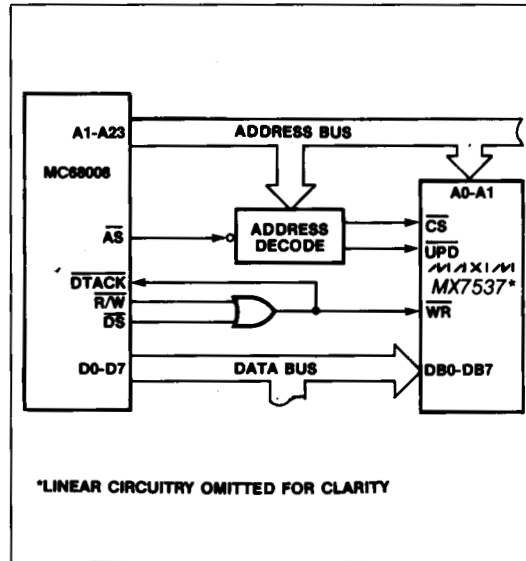 A1-A23
ADDRESS BUS
MC68008
A0-A1
AS
ADDRESS
DECODE
CS
UPD
MAXIM
MX7537*
DTACK
R/W
DS
WR
D0-D7
DATA BUS
DB0-DB7
*LINEAR CIRCUITRY OMITTED FOR CLARITY